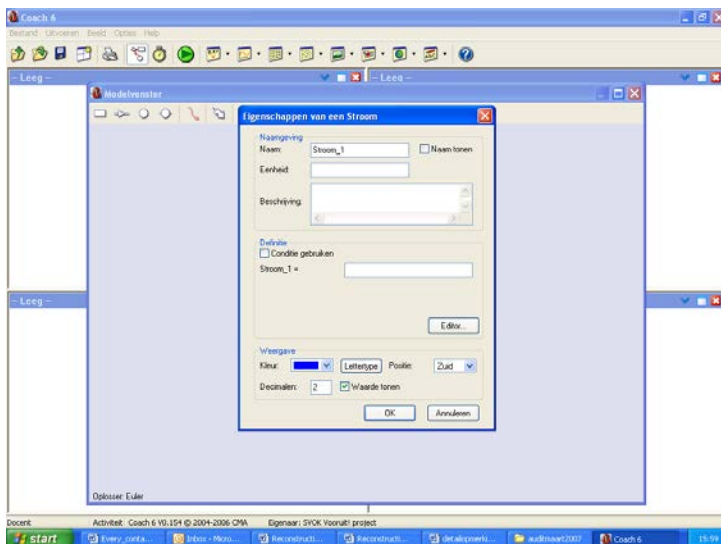 Coach 6
Bestand Uitvoeren Beeld Opties Help
- Leeg -
- Leeg -
Modelvenster
Eigenschappen van een Stroom
Naamgeving
Naam: Stroom_1 Naam tonen
Eenheid
Beschrijving:
Definitie
Conditie gebruiken
Stroom_1 =
Editor...
- Leeg -
Weergave
Kleur: Lettertype Positie: Zuid
Decimalen: 2 Waarde tonen
OK Annuleren
Oplosser: Euler
Docent Activiteit: Coach 6 V0.154 © 2004-2006 CMA Eigenaar: SVOK Vooruit! project
start Every_conta... Inbox - Micro... Reconstructi... Reconstructi... detailopmerki... auditmaart2007 Coach 6 15:59